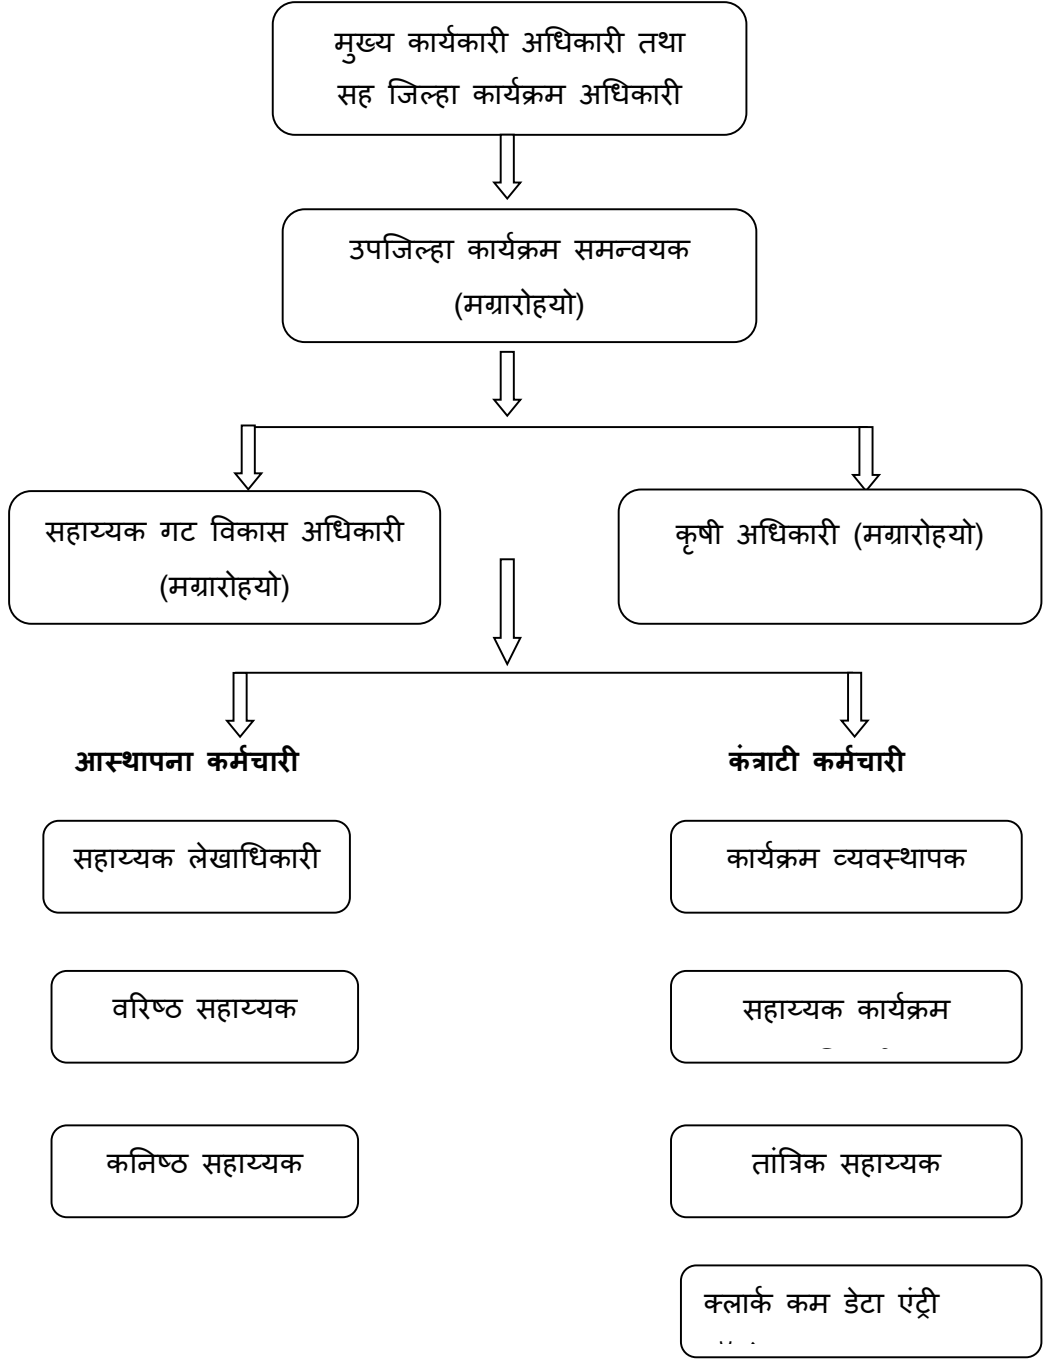 मुख्य कार्यकारी अधिकारी तथा
सह जिल्हा कार्यक्रम अधिकारी
उपजिल्हा कार्यक्रम समन्वयक
(मग्रारोहयो)
सहाय्यक गट विकास अधिकारी
(मग्रारोहयो)
कृषी अधिकारी (मग्रारोहयो)
आस्थापना कर्मचारी
कंत्राटी कर्मचारी
सहाय्यक लेखाधिकारी
कार्यक्रम व्यवस्थापक
वरिष्ठ सहाय्यक
सहाय्यक कार्यक्रम
कनिष्ठ सहाय्यक
तांत्रिक सहाय्यक
क्लार्क कम डेटा एंट्री